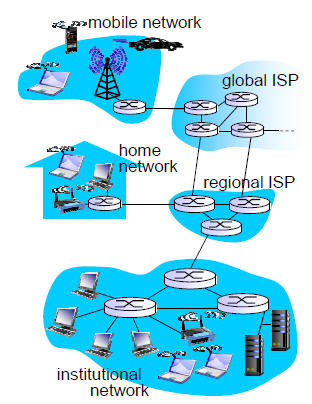 mobile network
global ISP
home
network
regional ISP
institutional
network